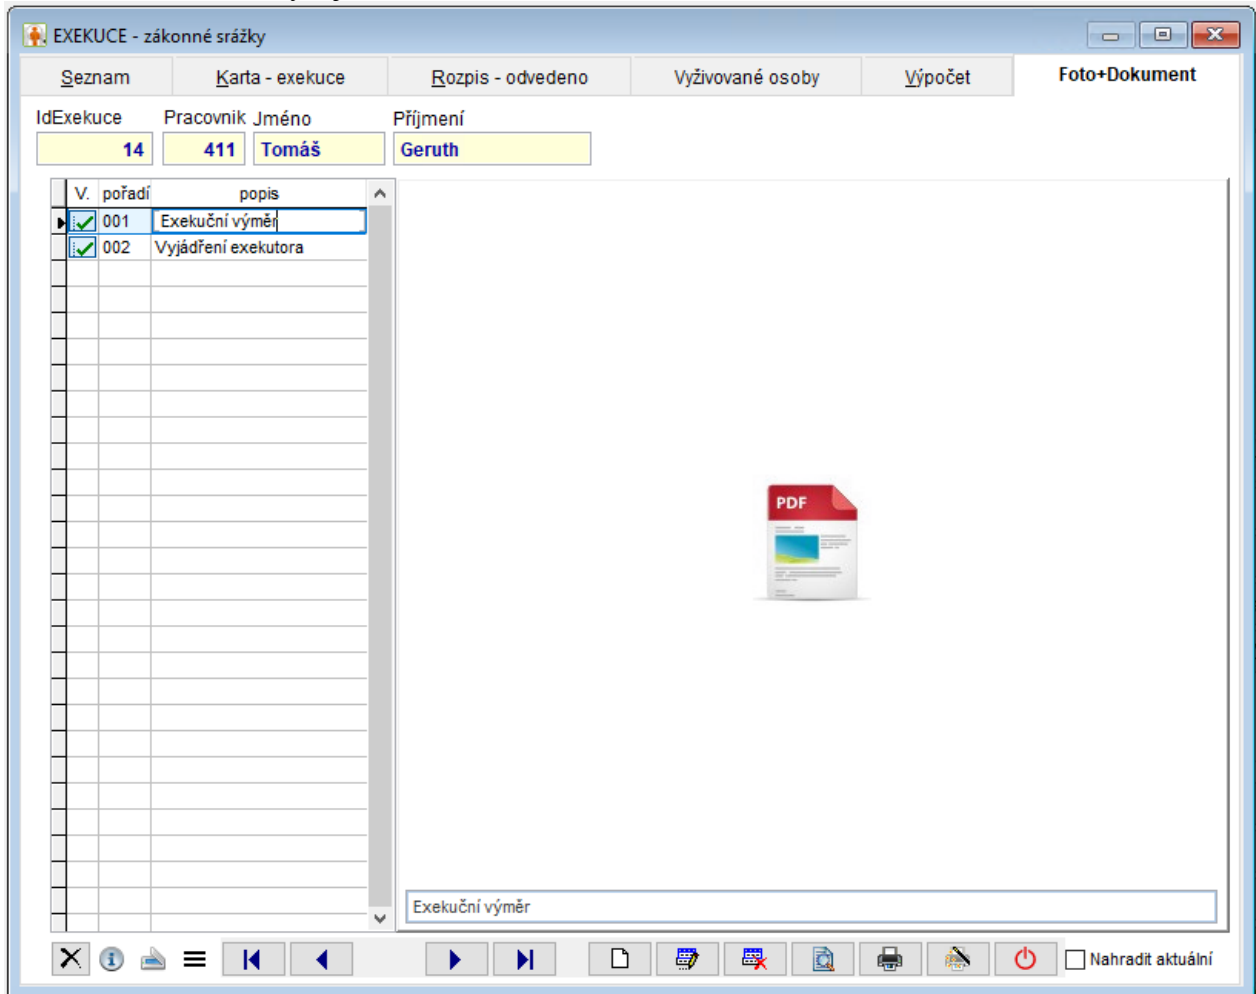 EXEKUCE - zákonné srážky
Seznam Karta - exekuce Rozpis - odvedeno Vyživované osoby Výpočet Foto+Dokument
IdExekuce Pracovnik Jméno Příjmení
14 411 Tomáš Geruth
V. pořadí popis
001 Exekuční výměr
002 Vyjádření exekutora
PDF
Exekuční výměr
Nahradit aktuální